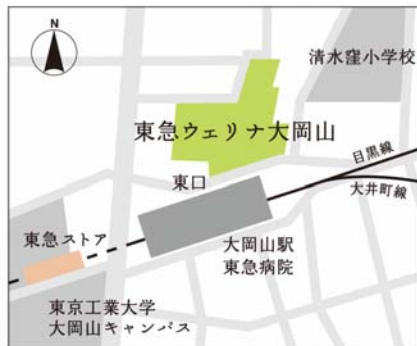 N
清水窪小学校
東急ウェリナ大岡山
目黒線
東口
大井町線
東急ストア
大岡山駅
東急病院
東京工業大学
大岡山キャンパス